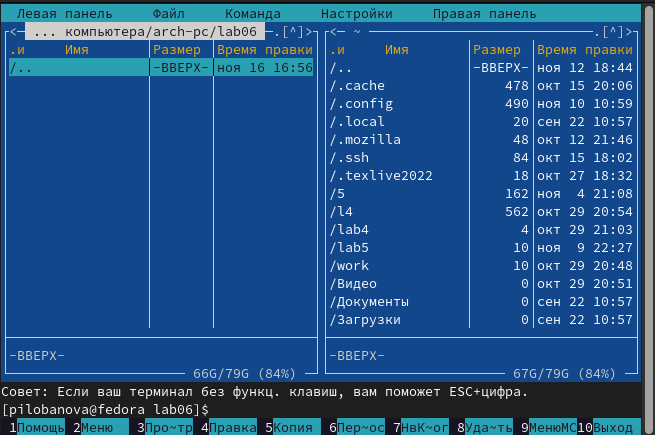 Левая панель Файл Команда Настройки Правая панель
<- ... компьютера/arch-pc/lab06 -.[^]>
.и Имя Размер Время правки
/.. -ВВЕРХ- ноя 16 16:56
-ВВЕРХ-
66G/79G (84%)
<- ~ .[^]>
.и Имя Размер Время правки
/.. -ВВЕРХ- ноя 12 18:44
/.cache 478 окт 15 20:06
/.config 490 ноя 10 10:59
/.local 20 сен 22 10:57
/.mozilla 48 окт 12 21:46
/.ssh 84 окт 15 18:02
/.texlive2022 18 окт 27 18:32
/5 162 ноя 4 21:08
/l4 562 окт 29 20:54
/lab4 4 окт 29 21:03
/lab5 10 ноя 9 22:27
/work 10 окт 29 20:48
/Видео 0 окт 29 20:51
/Документы 0 сен 22 10:57
/Загрузки 0 сен 22 10:57
-ВВЕРХ-
67G/79G (84%)
Совет: Если ваш терминал без функц. клавиш, вам поможет ESC+цифра.
[pilobanova@fedora lab06]$
1Помощь 2Меню 3Про~тр 4Правка 5Копия 6Пер~ос 7НвК~ог 8Уда~ть 9МенюMC 10Выход